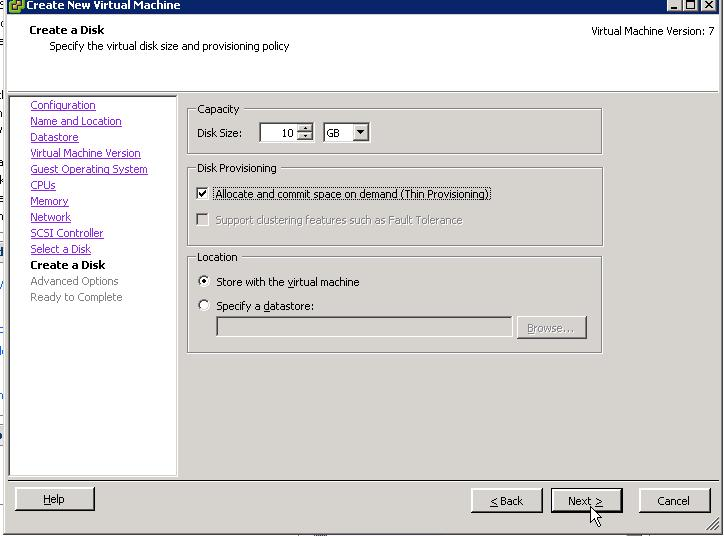 Create New Virtual Machine
Create a Disk
Specify the virtual disk size and provisioning policy
Virtual Machine Version: 7
Configuration
Name and Location
Datastore
Virtual Machine Version
Guest Operating System
CPUs
Memory
Network
SCSI Controller
Select a Disk
Create a Disk
Advanced Options
Ready to Complete
Capacity
Disk Size: 10 GB
Disk Provisioning
Allocate and commit space on demand (Thin Provisioning)
Support clustering features such as Fault Tolerance
Location
Store with the virtual machine
Specify a datastore:
Browse...
Help
< Back
Next >
Cancel